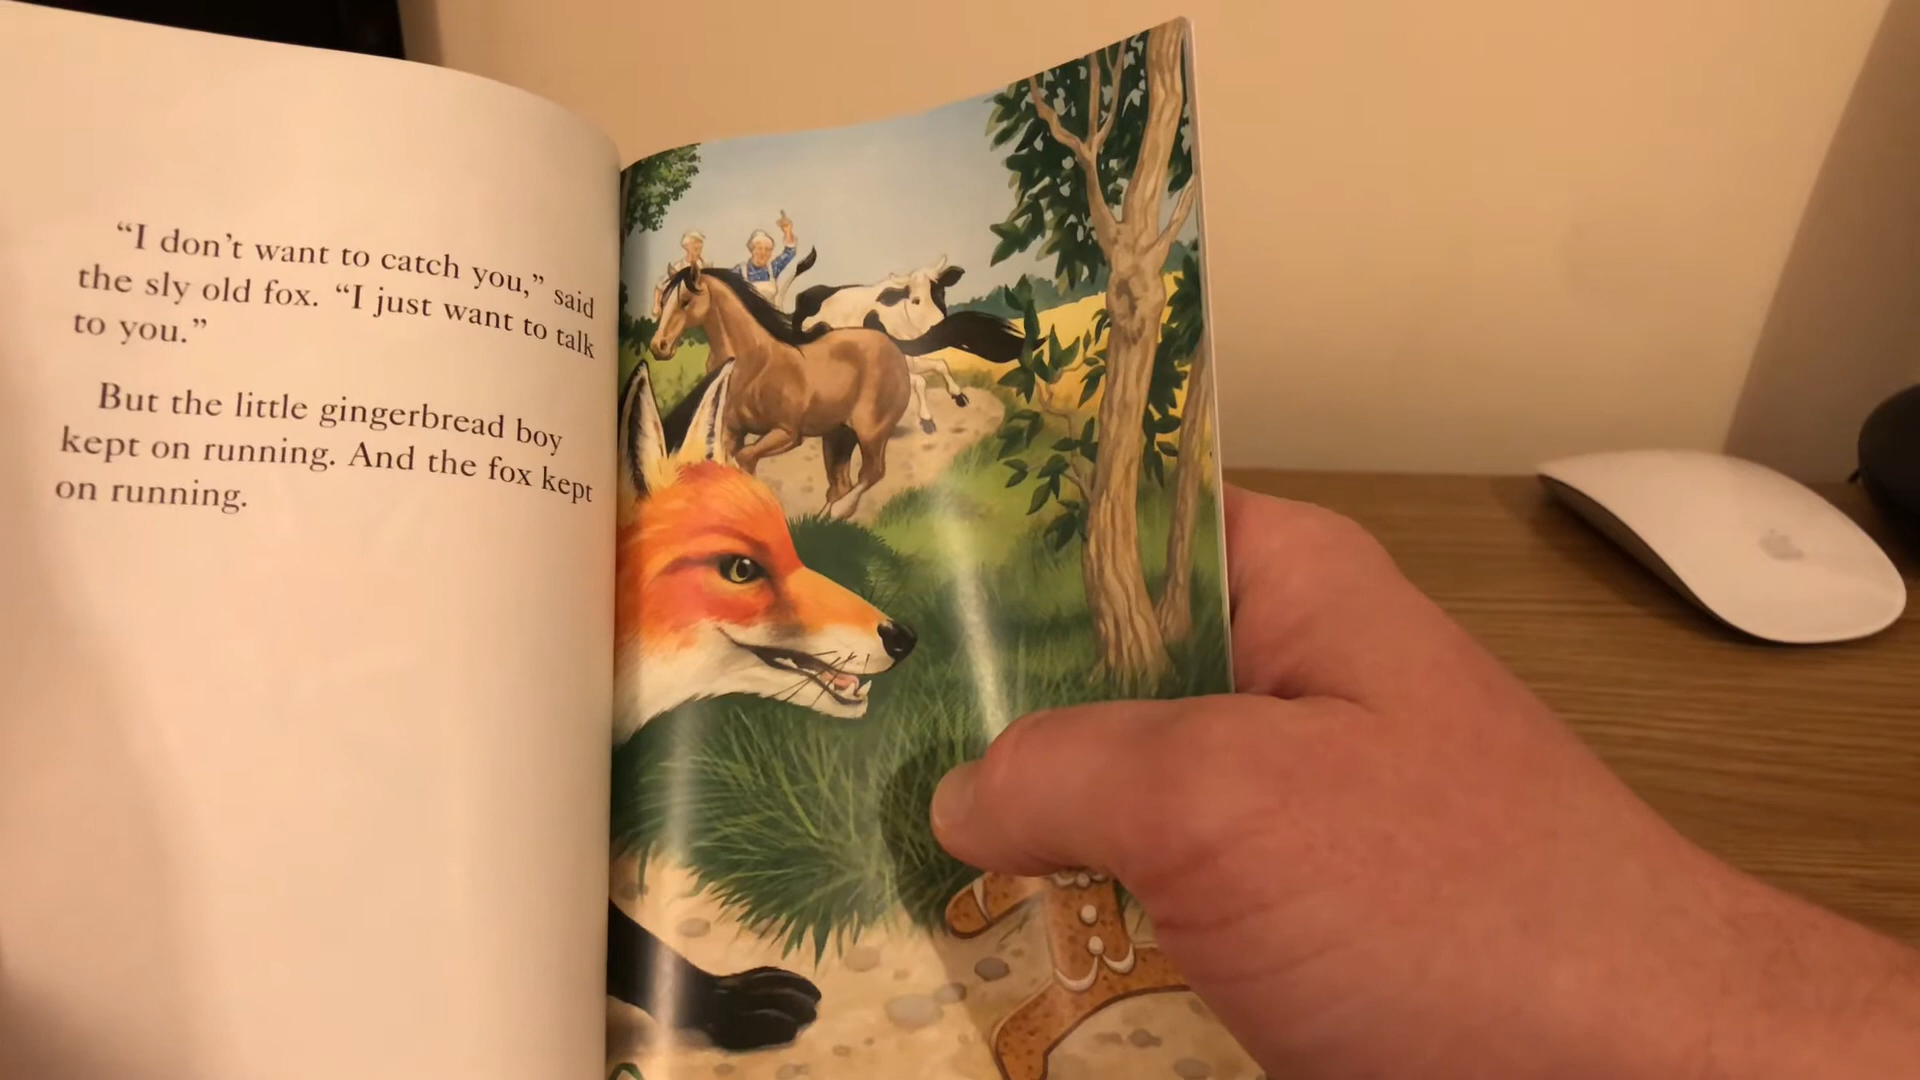 “I don’t want to catch you,” said
the sly old fox. “I just want to talk
to you.”
But the little gingerbread boy
kept on running. And the fox kept
on running.